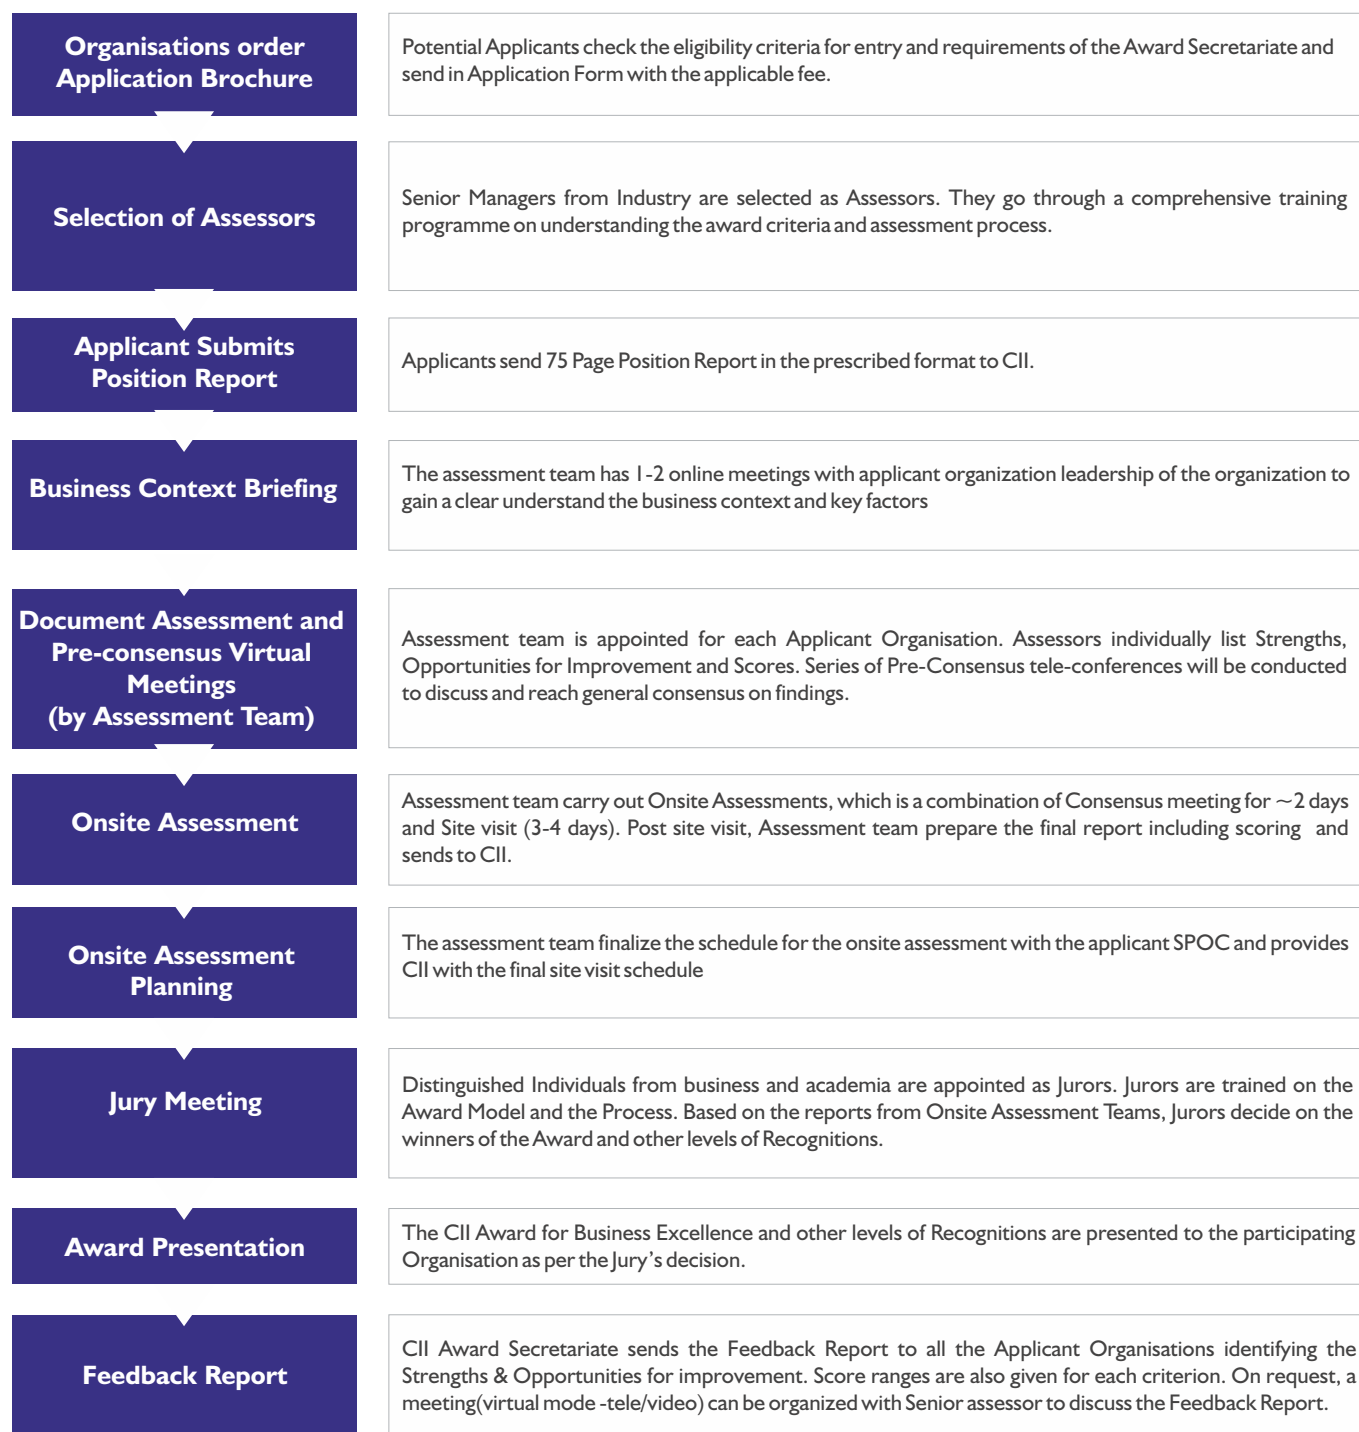 Organisations order
Application Brochure
Potential Applicants check the eligibility criteria for entry and requirements of the Award Secretariate and
send in Application Form with the applicable fee.
Selection of Assessors
Senior Managers from Industry are selected as Assessors. They go through a comprehensive training
programme on understanding the award criteria and assessment process.
Applicant Submits
Position Report
Applicants send 75 Page Position Report in the prescribed format to CII.
Business Context Briefing
The assessment team has 1-2 online meetings with applicant organization leadership of the organization to
gain a clear understand the business context and key factors
Document Assessment and
Pre-consensus Virtual
Meetings
(by Assessment Team)
Assessment team is appointed for each Applicant Organisation. Assessors individually list Strengths,
Opportunities for Improvement and Scores. Series of Pre-Consensus tele-conferences will be conducted
to discuss and reach general consensus on findings.
Onsite Assessment
Assessment team carry out Onsite Assessments, which is a combination of Consensus meeting for ~2 days
and Site visit (3-4 days). Post site visit, Assessment team prepare the final report including scoring and
sends to CII.
Onsite Assessment
Planning
The assessment team finalize the schedule for the onsite assessment with the applicant SPOC and provides
CII with the final site visit schedule
Jury Meeting
Distinguished Individuals from business and academia are appointed as Jurors. Jurors are trained on the
Award Model and the Process. Based on the reports from Onsite Assessment Teams, Jurors decide on the
winners of the Award and other levels of Recognitions.
Award Presentation
The CII Award for Business Excellence and other levels of Recognitions are presented to the participating
Organisation as per the Jury's decision.
Feedback Report
CII Award Secretariate sends the Feedback Report to all the Applicant Organisations identifying the
Strengths & Opportunities for improvement. Score ranges are also given for each criterion. On request, a
meeting(virtual mode -tele/video) can be organized with Senior assessor to discuss the Feedback Report.